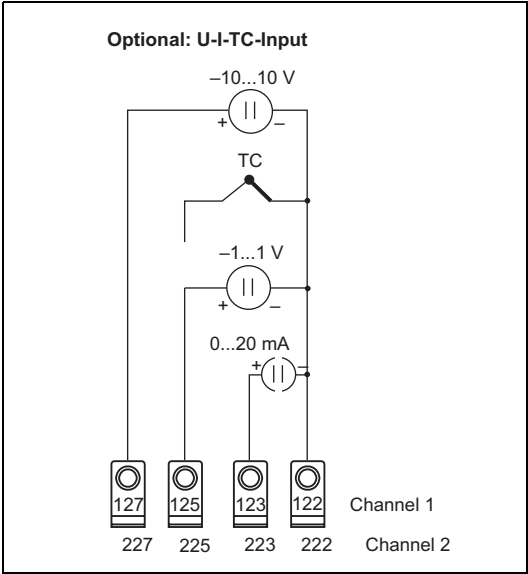 Optional: U-I-TC-Input
–10...10 V
+ –
TC
–1...1 V
+ –
0...20 mA
+ –
127 125 123 122 Channel 1
227 225 223 222 Channel 2